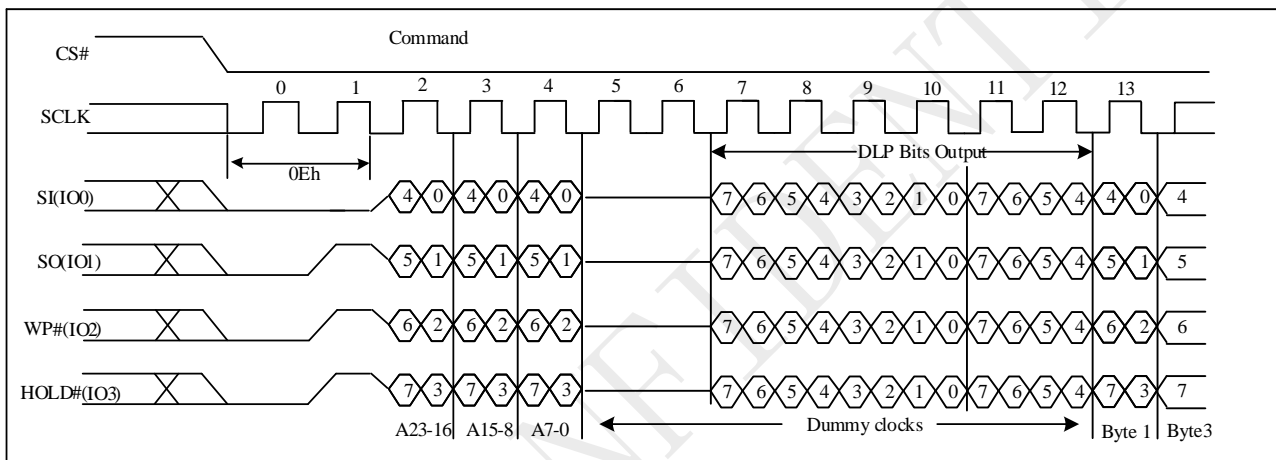 Command
CS#
0 1 2 3 4 5 6 7 8 9 10 11 12 13
SCLK
DLP Bits Output
0Eh
SI(IO0) 4 0 4 0 4 0 7 6 5 4 3 2 1 0 7 6 5 4 4 0 4
SO(IO1) 5 1 5 1 5 1 7 6 5 4 3 2 1 0 7 6 5 4 5 1 5
WP#(IO2) 6 2 6 2 6 2 7 6 5 4 3 2 1 0 7 6 5 4 6 2 6
HOLD#(IO3) 7 3 7 3 7 3 7 6 5 4 3 2 1 0 7 6 5 4 7 3 7
A23-16 A15-8 A7-0 Dummy clocks Byte 1 Byte3